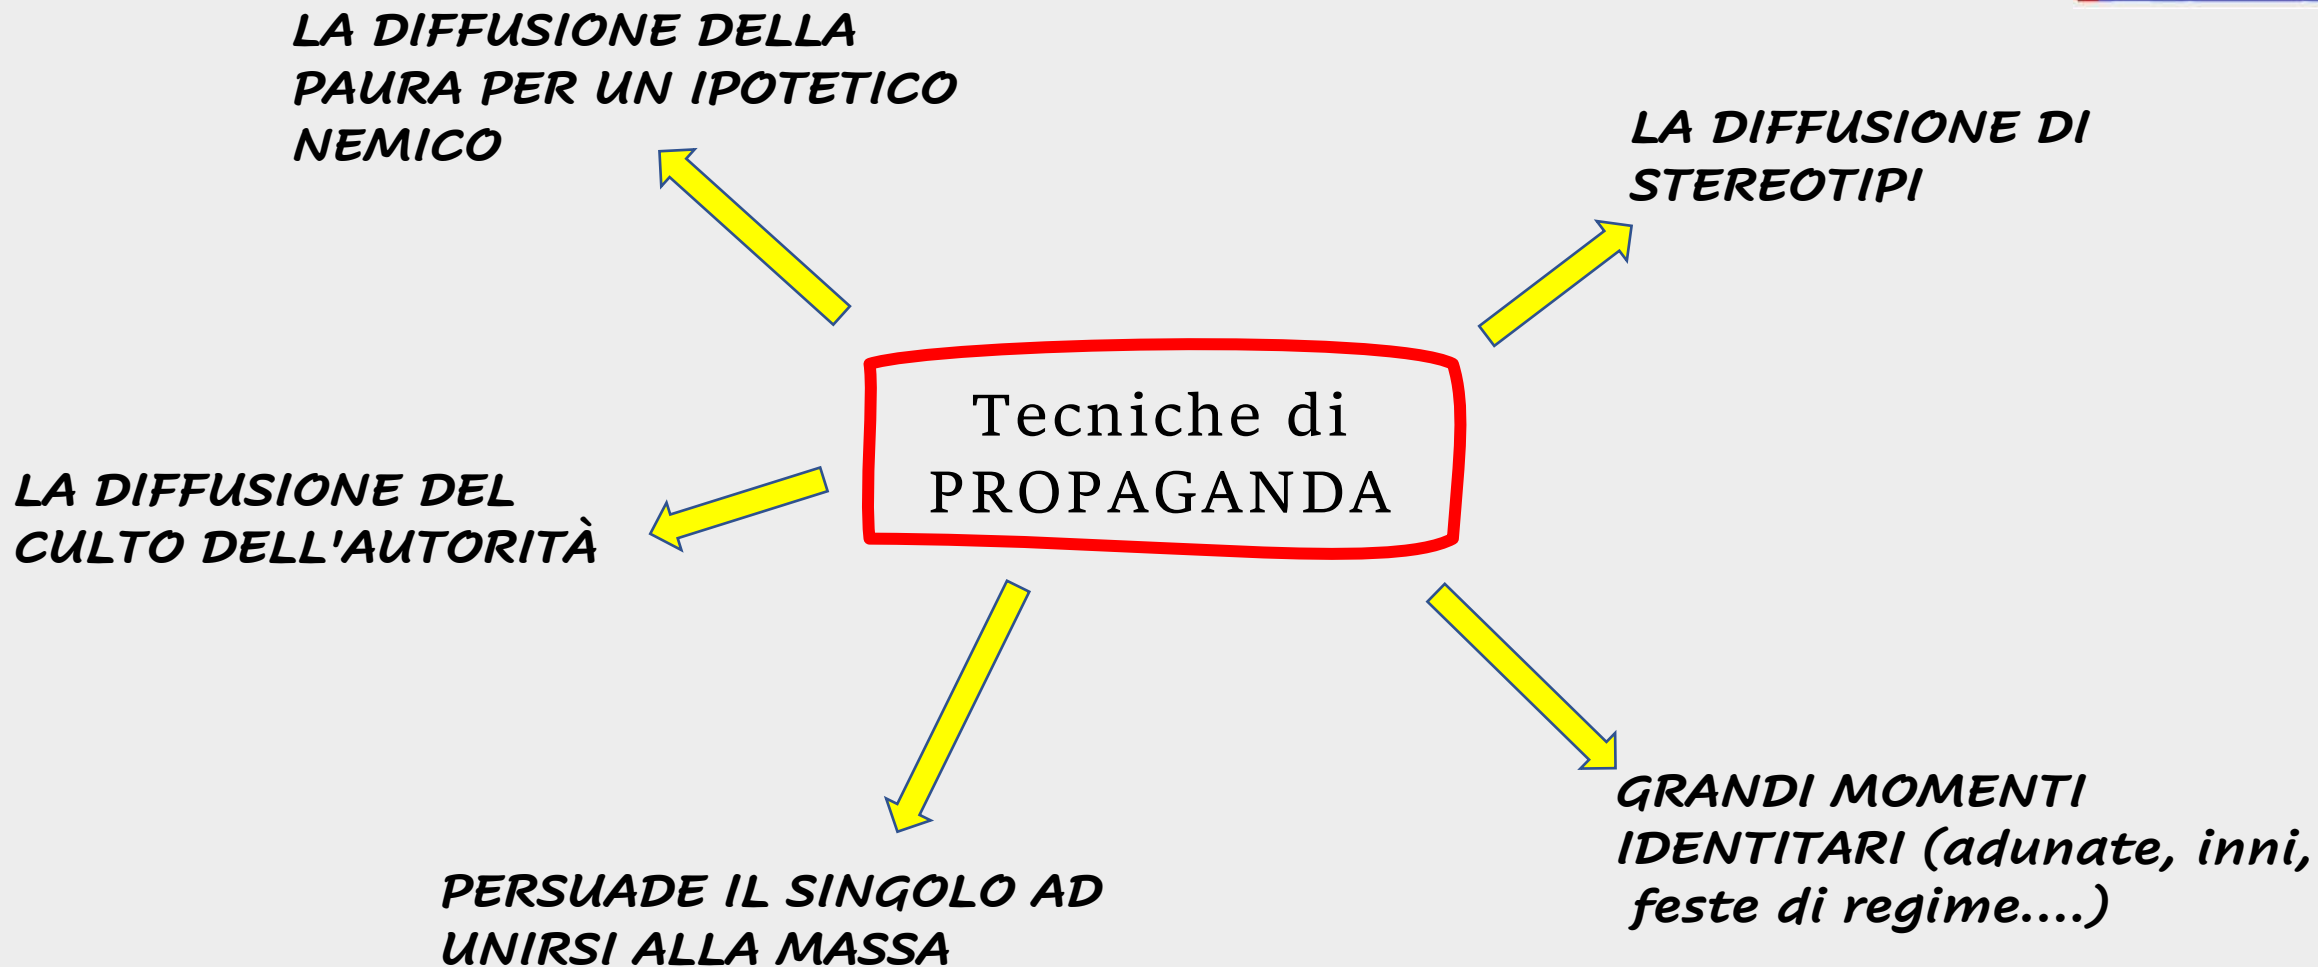 LA DIFFUSIONE DELLA
PAURA PER UN IPOTETICO
NEMICO
LA DIFFUSIONE DI
STEREOTIPI
Tecniche di
PROPAGANDA
LA DIFFUSIONE DEL
CULTO DELL'AUTORITÀ
GRANDI MOMENTI
IDENTITARI (adunate, inni,
feste di regime....)
PERSUADE IL SINGOLO AD
UNIRSI ALLA MASSA